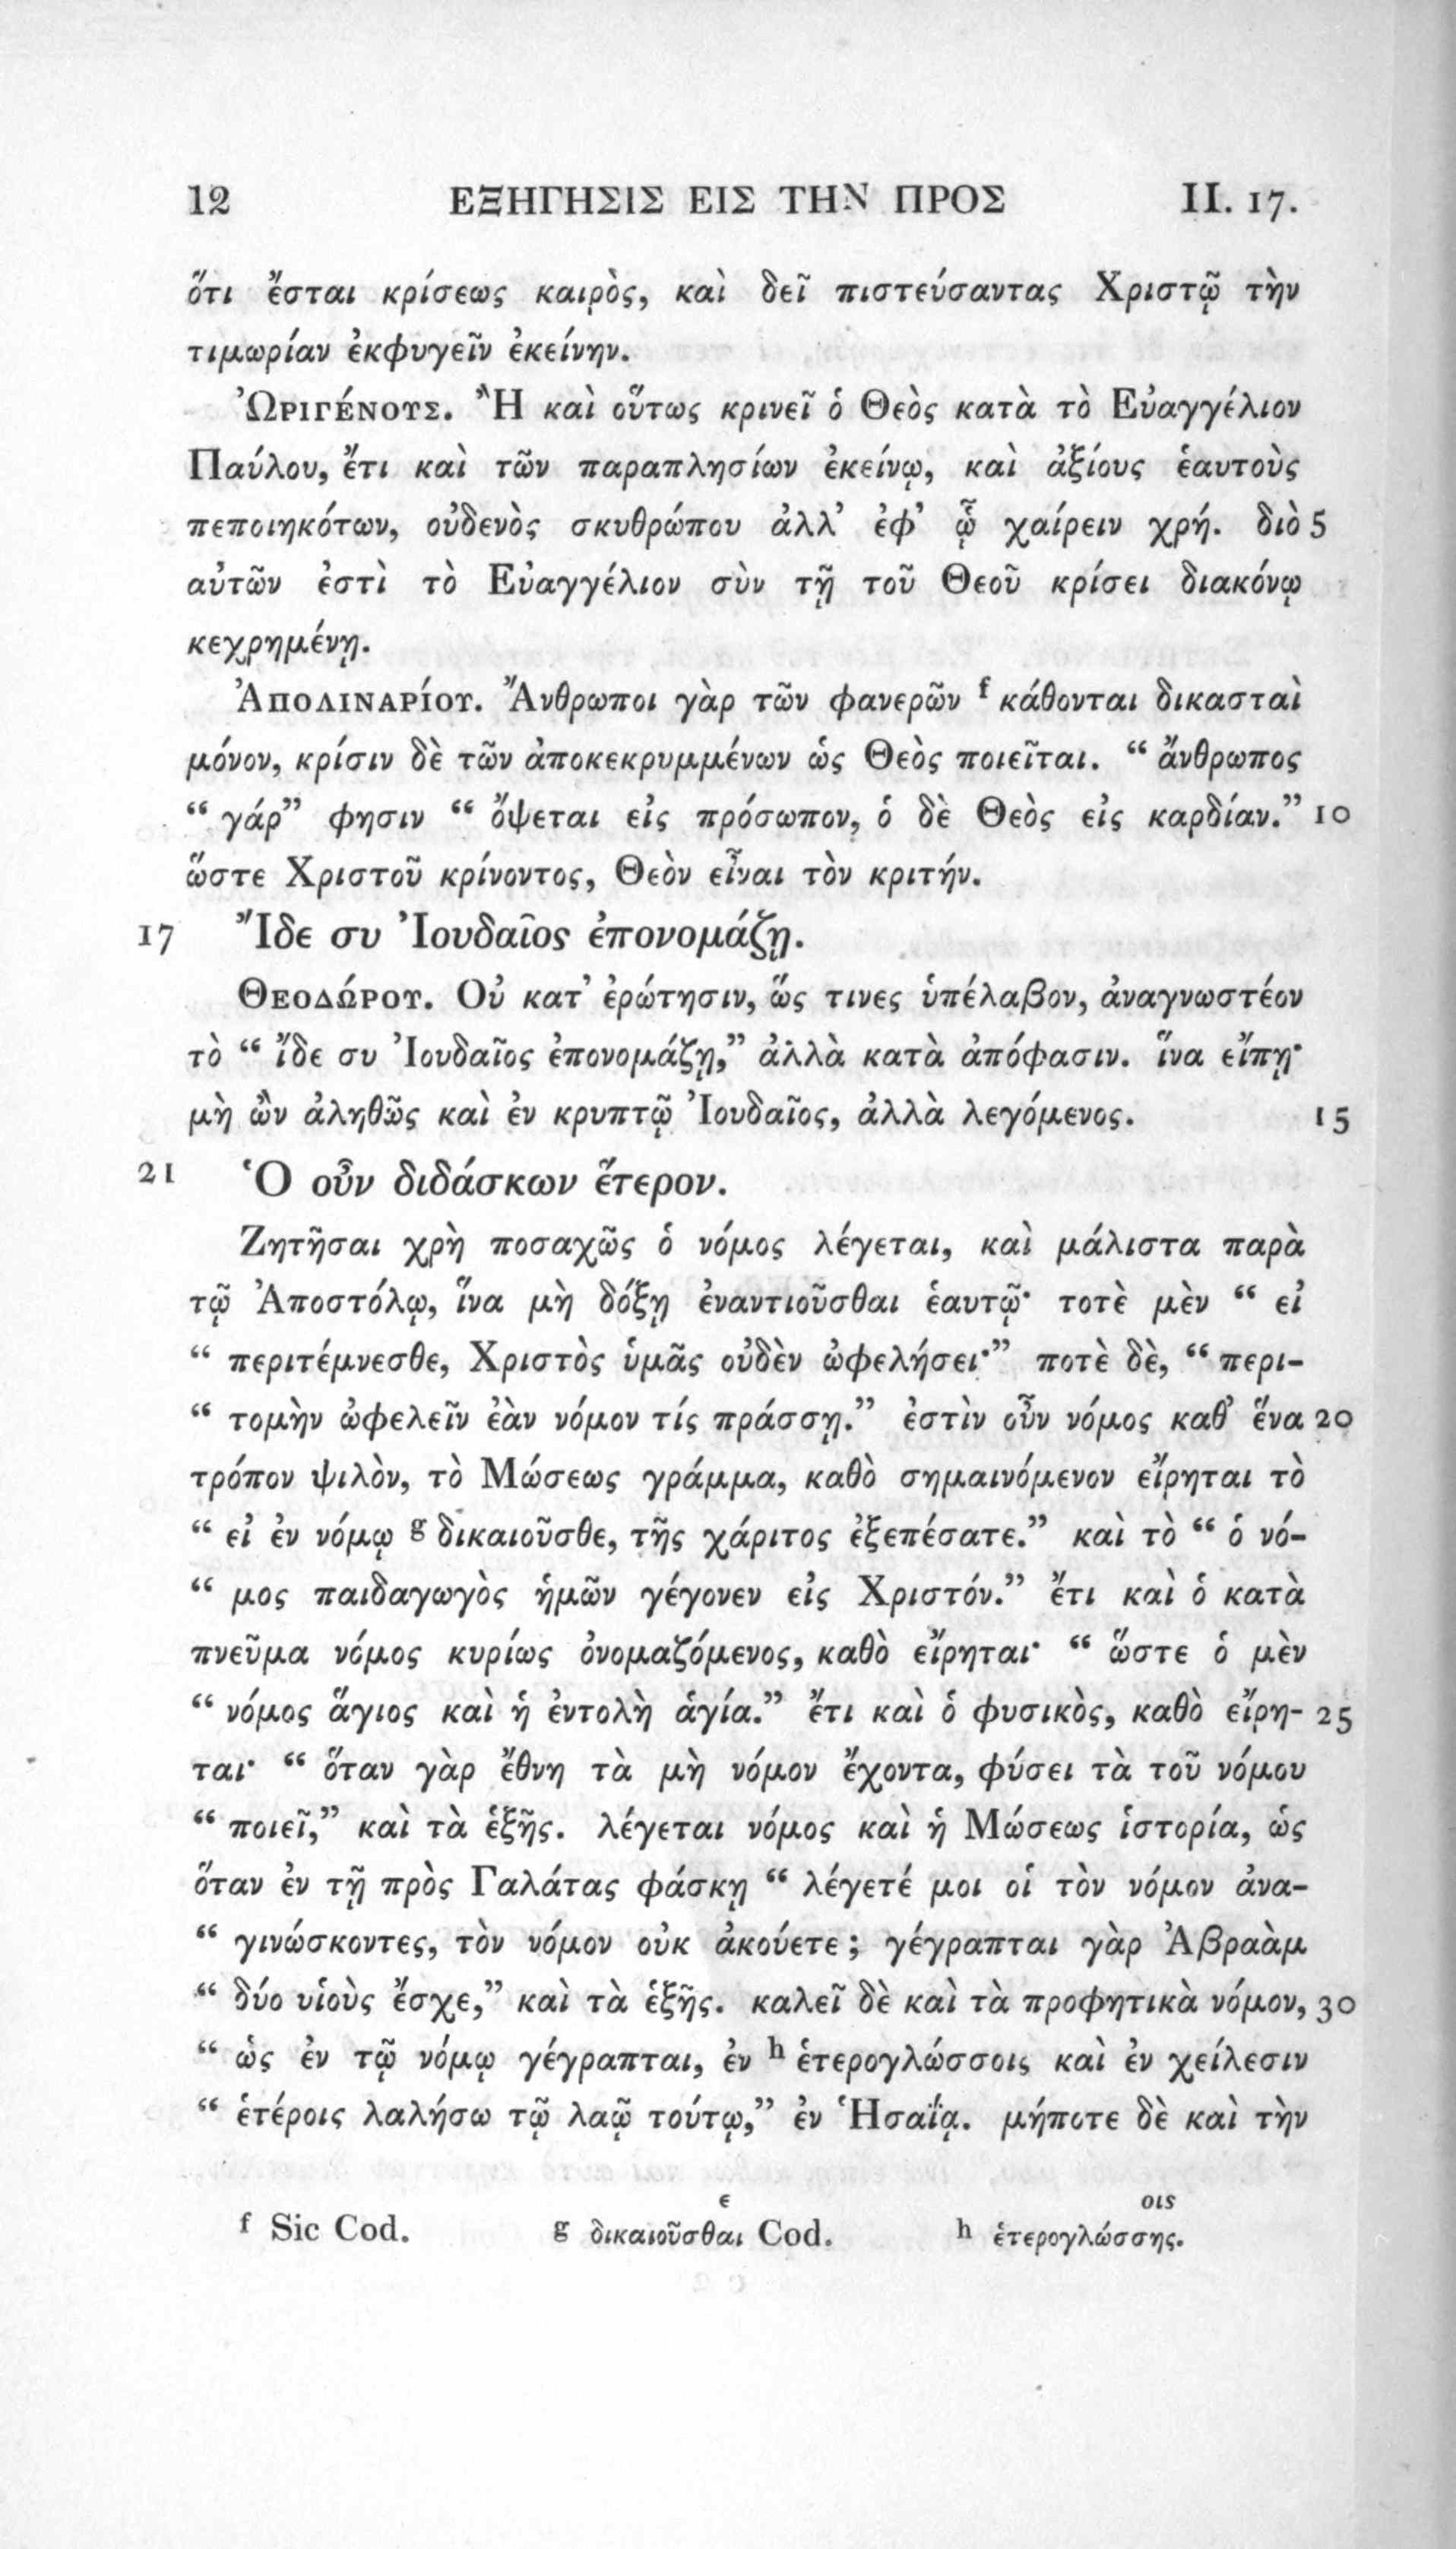 12 ΕΞΗΓΗΣΙΣ ΕΙΣ ΤΗΝ ΠΡΟΣ II. 17.
ὅτι ἔσται κρίσεως καιρὸς, καὶ δεῖ πιστεύσαντας Χριστῷ τὴν
τιμωρίαν ἐκφυγεῖν ἐκείνην.
ὨΡΙΓΈΝΟΥΣ. Ἢ καὶ οὕτως κρινεῖ ὁ Θεὸς κατὰ τὸ Εὐαγγέλιον
Παύλου, ἔτι καὶ τῶν παραπλησίων ἐκείνῳ, καὶ ἀξίους ἑαυτοὺς
πεποιηκότων, οὐδενὸς σκυθρώπου ἀλλ’ ἐφ’ ᾧ χαίρειν χρή. διὸ 5
αὐτῶν ἐστὶ τὸ Εὐαγγέλιον σὺν τῇ τοῦ Θεοῦ κρίσει διακόνῳ
κεχρημένῃ.
ἈΠΟΛΙΝΑΡΊΟΥ. Ἄνθρωποι γὰρ τῶν φανερῶν f κάθονται δικασταὶ
μόνον, κρίσιν δὲ τῶν ἀποκεκρυμμένων ὡς Θεὸς ποιεῖται. “ ἄνθρωπος
“ γάρ” φησιν “ ὄψεται εἰς πρόσωπον, ὁ δὲ Θεὸς εἰς καρδίαν.” 10
ὥστε Χριστοῦ κρίνοντος, Θεὸν εἶναι τὸν κριτήν.
17 Ἴδε συ Ἰουδαῖος ἐπονομάζῃ.
ΘΕΟΔΏΡΟΥ. Οὐ κατ’ ἐρώτησιν, ὥς τινες ὑπέλαβον, ἀναγνωστέον
τὸ “ ἴδε συ Ἰουδαῖος ἐπονομάζῃ,” ἀλλὰ κατὰ ἀπόφασιν. ἵνα εἴπῃ·
μὴ ὢν ἀληθῶς καὶ ἐν κρυπτῷ Ἰουδαῖος, ἀλλὰ λεγόμενος. 15
21 Ὁ οὖν διδάσκων ἕτερον.
Ζητῆσαι χρὴ ποσαχῶς ὁ νόμος λέγεται, καὶ μάλιστα παρὰ
τῷ Ἀποστόλῳ, ἵνα μὴ δόξῃ ἐναντιοῦσθαι ἑαυτῷ· τοτὲ μὲν “ εἰ
“ περιτέμνεσθε, Χριστὸς ὑμᾶς οὐδὲν ὠφελήσει·” ποτὲ δὲ, “ περι-
“ τομὴν ὠφελεῖν ἐὰν νόμον τίς πράσσῃ.” ἐστὶν οὖν νόμος καθ’ ἕνα 20
τρόπον ψιλὸν, τὸ Μώσεως γράμμα, καθὸ σημαινόμενον εἴρηται τὸ
“ εἰ ἐν νόμῳ g δικαιοῦσθε, τῆς χάριτος ἐξεπέσατε.” καὶ τὸ “ ὁ νό-
“ μος παιδαγωγὸς ἡμῶν γέγονεν εἰς Χριστόν.” ἔτι καὶ ὁ κατὰ
πνεῦμα νόμος κυρίως ὀνομαζόμενος, καθὸ εἴρηται· “ ὥστε ὁ μὲν
“ νόμος ἅγιος καὶ ἡ ἐντολὴ ἁγία.” ἔτι καὶ ὁ φυσικὸς, καθὸ εἴρη- 25
ται· “ ὅταν γὰρ ἔθνη τὰ μὴ νόμον ἔχοντα, φύσει τὰ τοῦ νόμου
“ ποιεῖ,” καὶ τὰ ἑξῆς. λέγεται νόμος καὶ ἡ Μώσεως ἱστορία, ὡς
ὅταν ἐν τῇ πρὸς Γαλάτας φάσκῃ “ λέγετέ μοι οἱ τὸν νόμον ἀνα-
“ γινώσκοντες, τὸν νόμον οὐκ ἀκούετε; γέγραπται γὰρ Ἀβραὰμ
“ δύο υἱοὺς ἔσχε,” καὶ τὰ ἑξῆς. καλεῖ δὲ καὶ τὰ προφητικὰ νόμον, 30
“ ὡς ἐν τῷ νόμῳ γέγραπται, ἐν h ἑτερογλώσσοις καὶ ἐν χείλεσιν
“ ἑτέροις λαλήσω τῷ λαῷ τούτῳ,” ἐν Ἡσαΐᾳ. μήποτε δὲ καὶ τὴν
ε οις
f Sic Cod. g δικαιοῦσθαι Cod. h ἑτερογλώσσης.